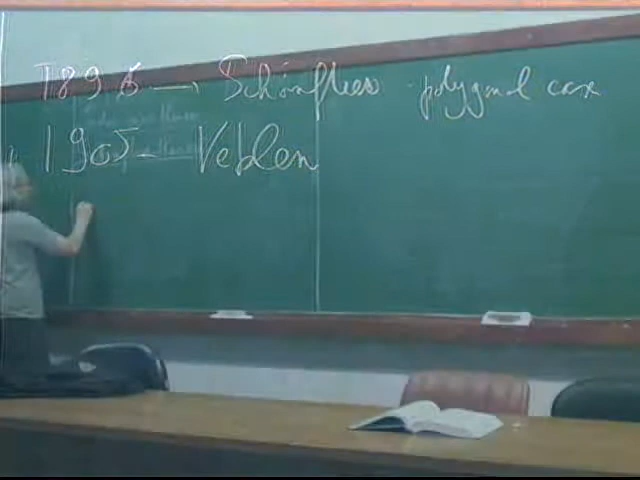 1896 → Schönflies polygonal case
1905 - Veblen